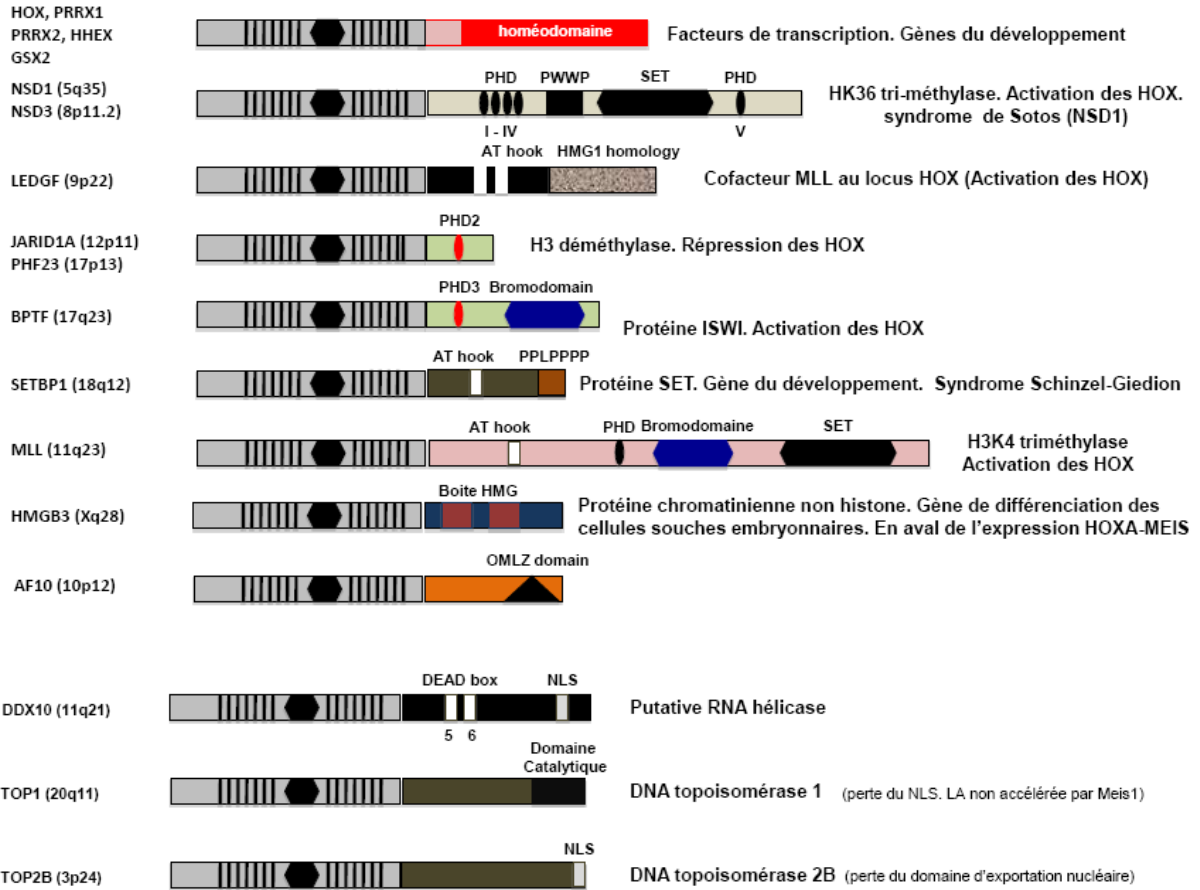 HOX, PRRX1
PRRX2, HHEX
GSX2
homéodomaine
Facteurs de transcription. Gènes du développement
NSD1 (5q35)
NSD3 (8p11.2)
PHD PWWP SET PHD
I - IV V
HK36 tri-méthylase. Activation des HOX.
syndrome de Sotos (NSD1)
LEDGF (9p22)
AT hook HMG1 homology
Cofacteur MLL au locus HOX (Activation des HOX)
JARID1A (12p11)
PHF23 (17p13)
PHD2
H3 déméthylase. Répression des HOX
BPTF (17q23)
PHD3 Bromodomain
Protéine ISWI. Activation des HOX
SETBP1 (18q12)
AT hook PPLPPPP
Protéine SET. Gène du développement. Syndrome Schinzel-Giedion
MLL (11q23)
AT hook PHD Bromodomaine SET
H3K4 triméthylase
Activation des HOX
HMGB3 (Xq28)
Boite HMG
Protéine chromatinienne non histone. Gène de différenciation des
cellules souches embryonnaires. En aval de l'expression HOXA-MEIS
AF10 (10p12)
OMLZ domain
DDX10 (11q21)
DEAD box NLS
5 6
Putative RNA hélicase
TOP1 (20q11)
Domaine
Catalytique
DNA topoisomérase 1 (perte du NLS. LA non accélérée par Meis1)
TOP2B (3p24)
NLS
DNA topoisomérase 2B (perte du domaine d'exportation nucléaire)